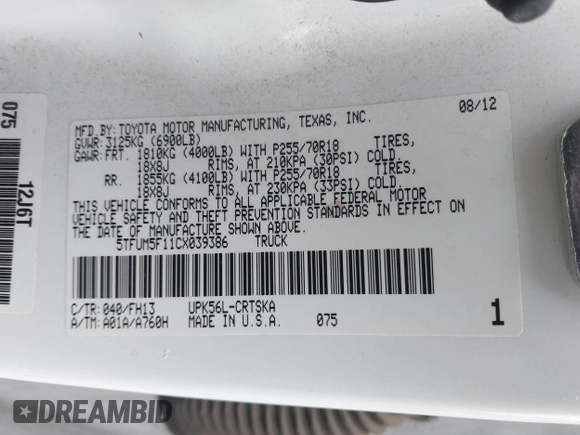 075
12J6T
MFD.BY:TOYOTA MOTOR MANUFACTURING, TEXAS, INC. 08/12
GVWR:3125KG (6900LB)
GAWR:FRT. 1810KG (4000LB) WITH P255/70R18 TIRES,
18X8J RIMS, AT 210KPA (30PSI) COLD.
RR. 1855KG (4100LB) WITH P255/70R18 TIRES,
18X8J RIMS, AT 230KPA (33PSI) COLD.
THIS VEHICLE CONFORMS TO ALL APPLICABLE FEDERAL MOTOR
VEHICLE SAFETY AND THEFT PREVENTION STANDARDS IN EFFECT ON
THE DATE OF MANUFACTURE SHOWN ABOVE.
5TFUM5F11CX039386 TRUCK
C/TR:040/FH13 UPK56L-CRTSKA
A/TM:A01A/A760H MADE IN U.S.A. 075 1
DREAMBID